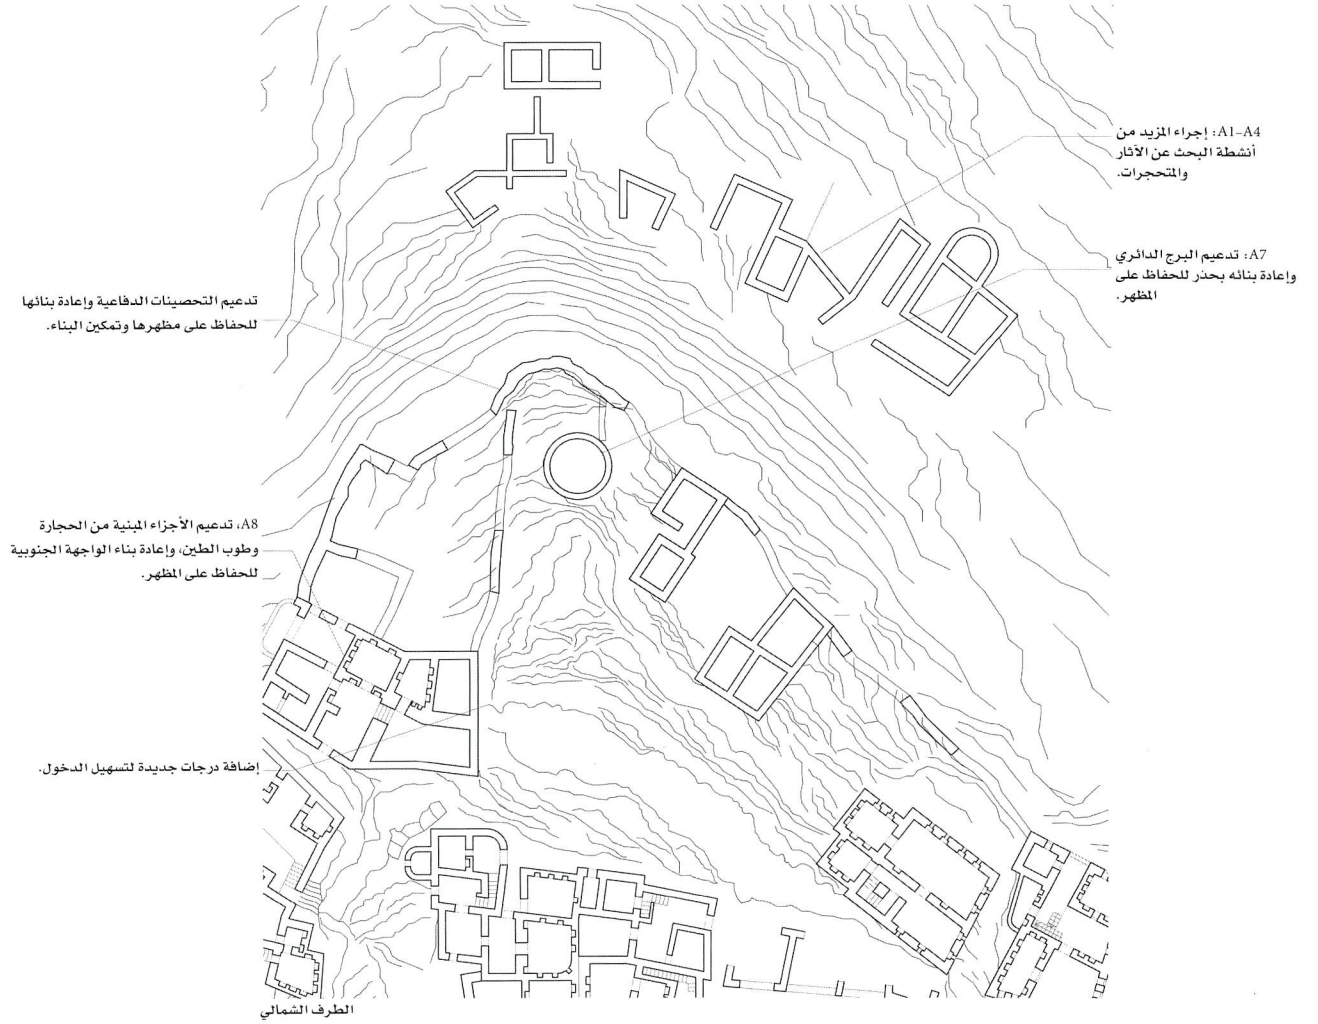 A1-A4: إجراء المزيد من
أنشطة البحث عن الآثار
والمتحجرات.
A7: تدعيم البرج الدائري
وإعادة بنائه بحذر للحفاظ على
المظهر.
تدعيم التحصينات الدفاعية وإعادة بنائها
للحفاظ على مظهرها وتمكين البناء.
A8، تدعيم الأجزاء المبنية من الحجارة
وطوب الطين، وإعادة بناء الواجهة الجنوبية
للحفاظ على المظهر.
إضافة درجات جديدة لتسهيل الدخول.
الطرف الشمالي